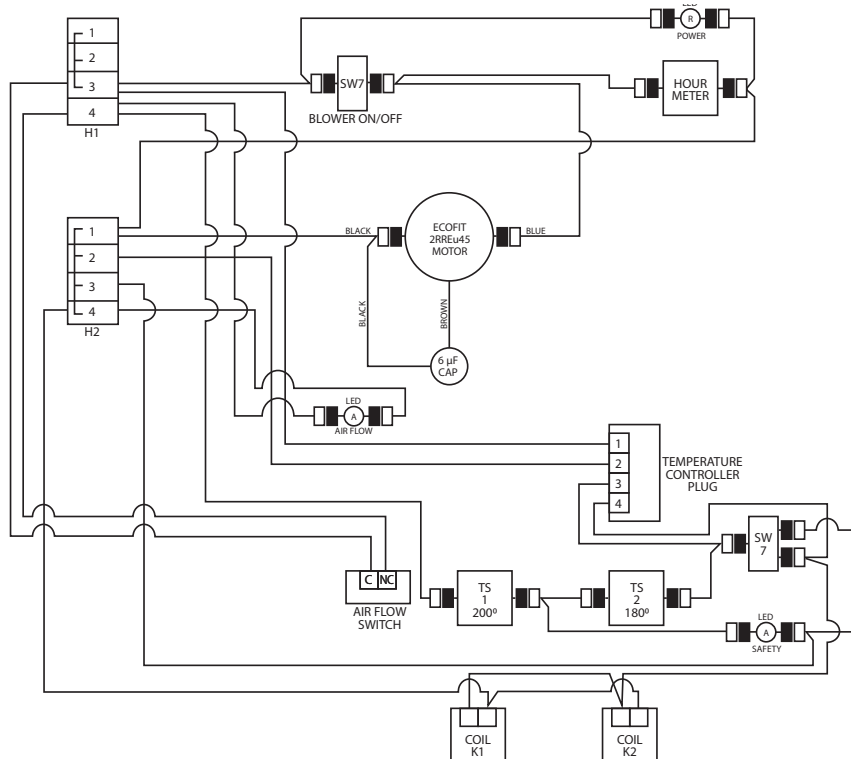 LED
R
POWER
1
2
3
4
H1
SW7
BLOWER ON/OFF
HOUR
METER
1
2
3
4
H2
BLACK
ECOFIT
2RREu45
MOTOR
BLUE
BLACK
BROWN
6 µF
CAP
LED
A
AIR FLOW
1
2
3
4
TEMPERATURE
CONTROLLER
PLUG
SW
7
C NC
AIR FLOW
SWITCH
TS
1
200º
TS
2
180º
LED
A
SAFETY
COIL
K1
COIL
K2